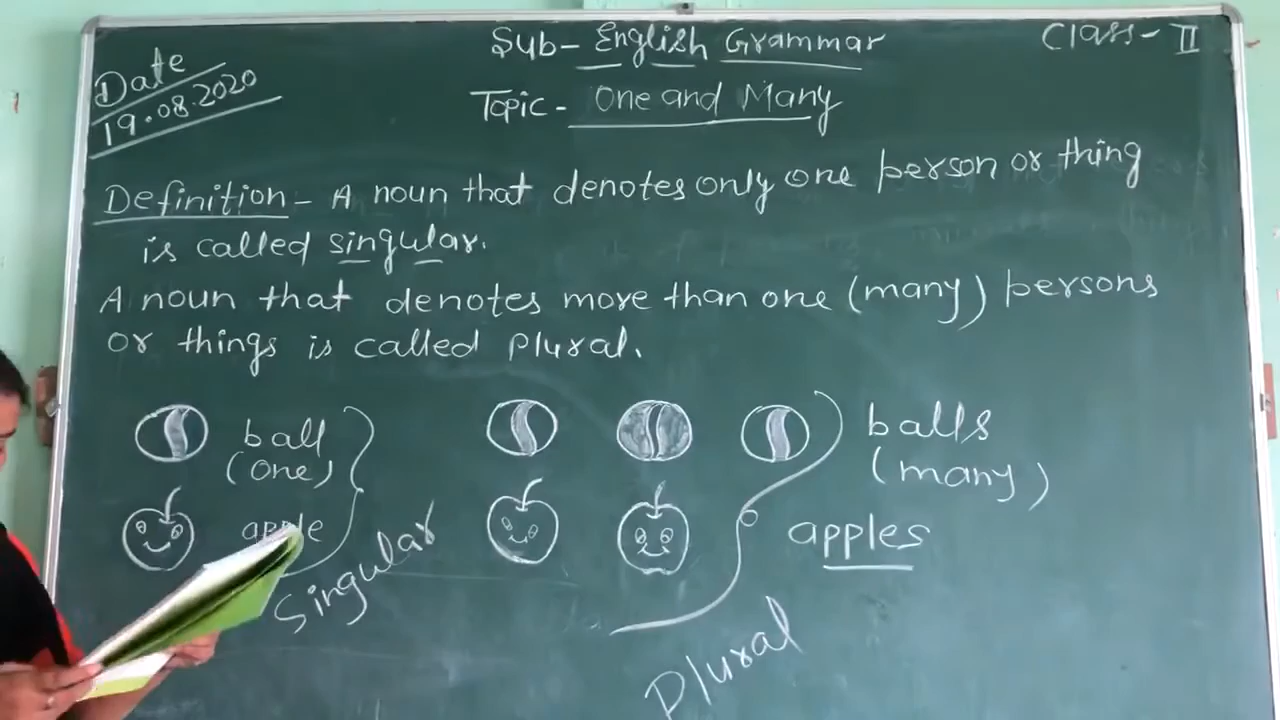 Date
19.08.2020
Sub- English Grammar
Class- II
Topic- One and Many
Definition- A noun that denotes only one person or thing
is called singular.
A noun that denotes more than one (many) persons
or things is called plural.
ball
(one)
apple
Singular
balls
(many)
apples
Plural